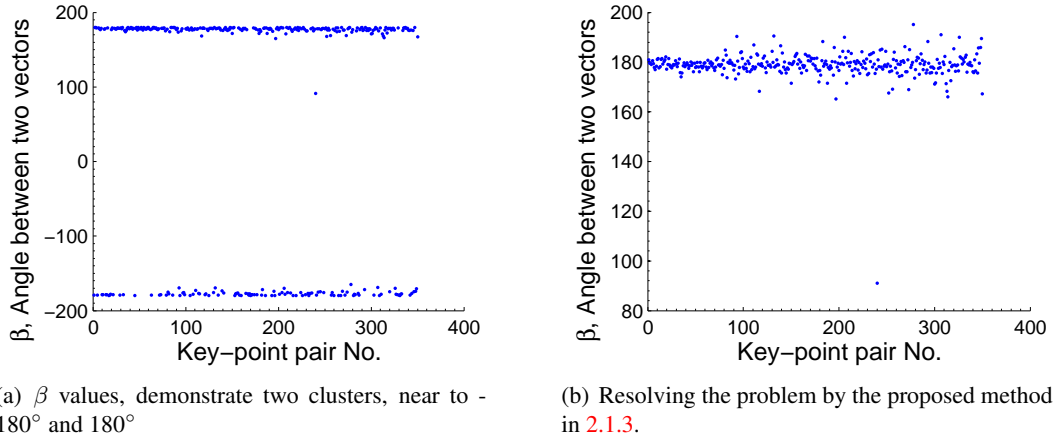 200
100
0
−100
−200
β, Angle between two vectors
0 100 200 300 400
Key−point pair No.
(a) β values, demonstrate two clusters, near to -
180° and 180°
200
180
160
140
120
100
80
β, Angle between two vectors
0 100 200 300 400
Key−point pair No.
(b) Resolving the problem by the proposed method
in 2.1.3.